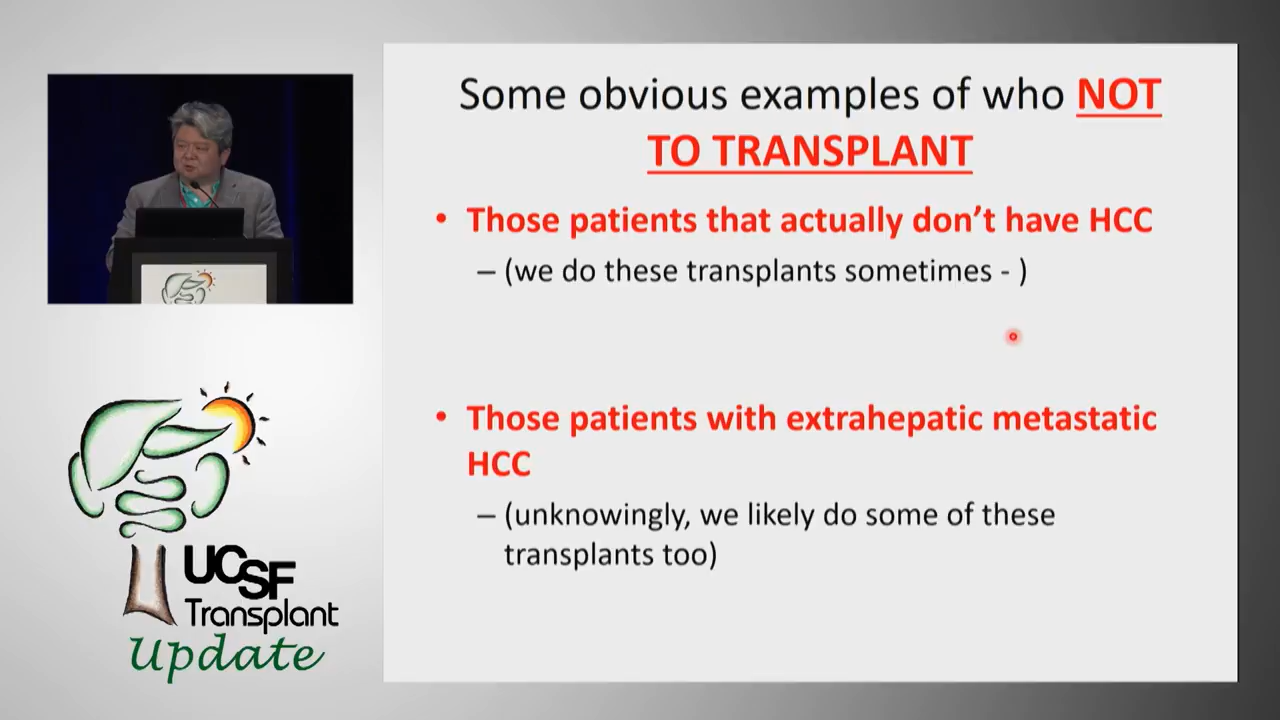 Some obvious examples of who NOT
TO TRANSPLANT
• Those patients that actually don't have HCC
– (we do these transplants sometimes - )
• Those patients with extrahepatic metastatic
HCC
– (unknowingly, we likely do some of these
transplants too)
UCSF
Transplant
Update